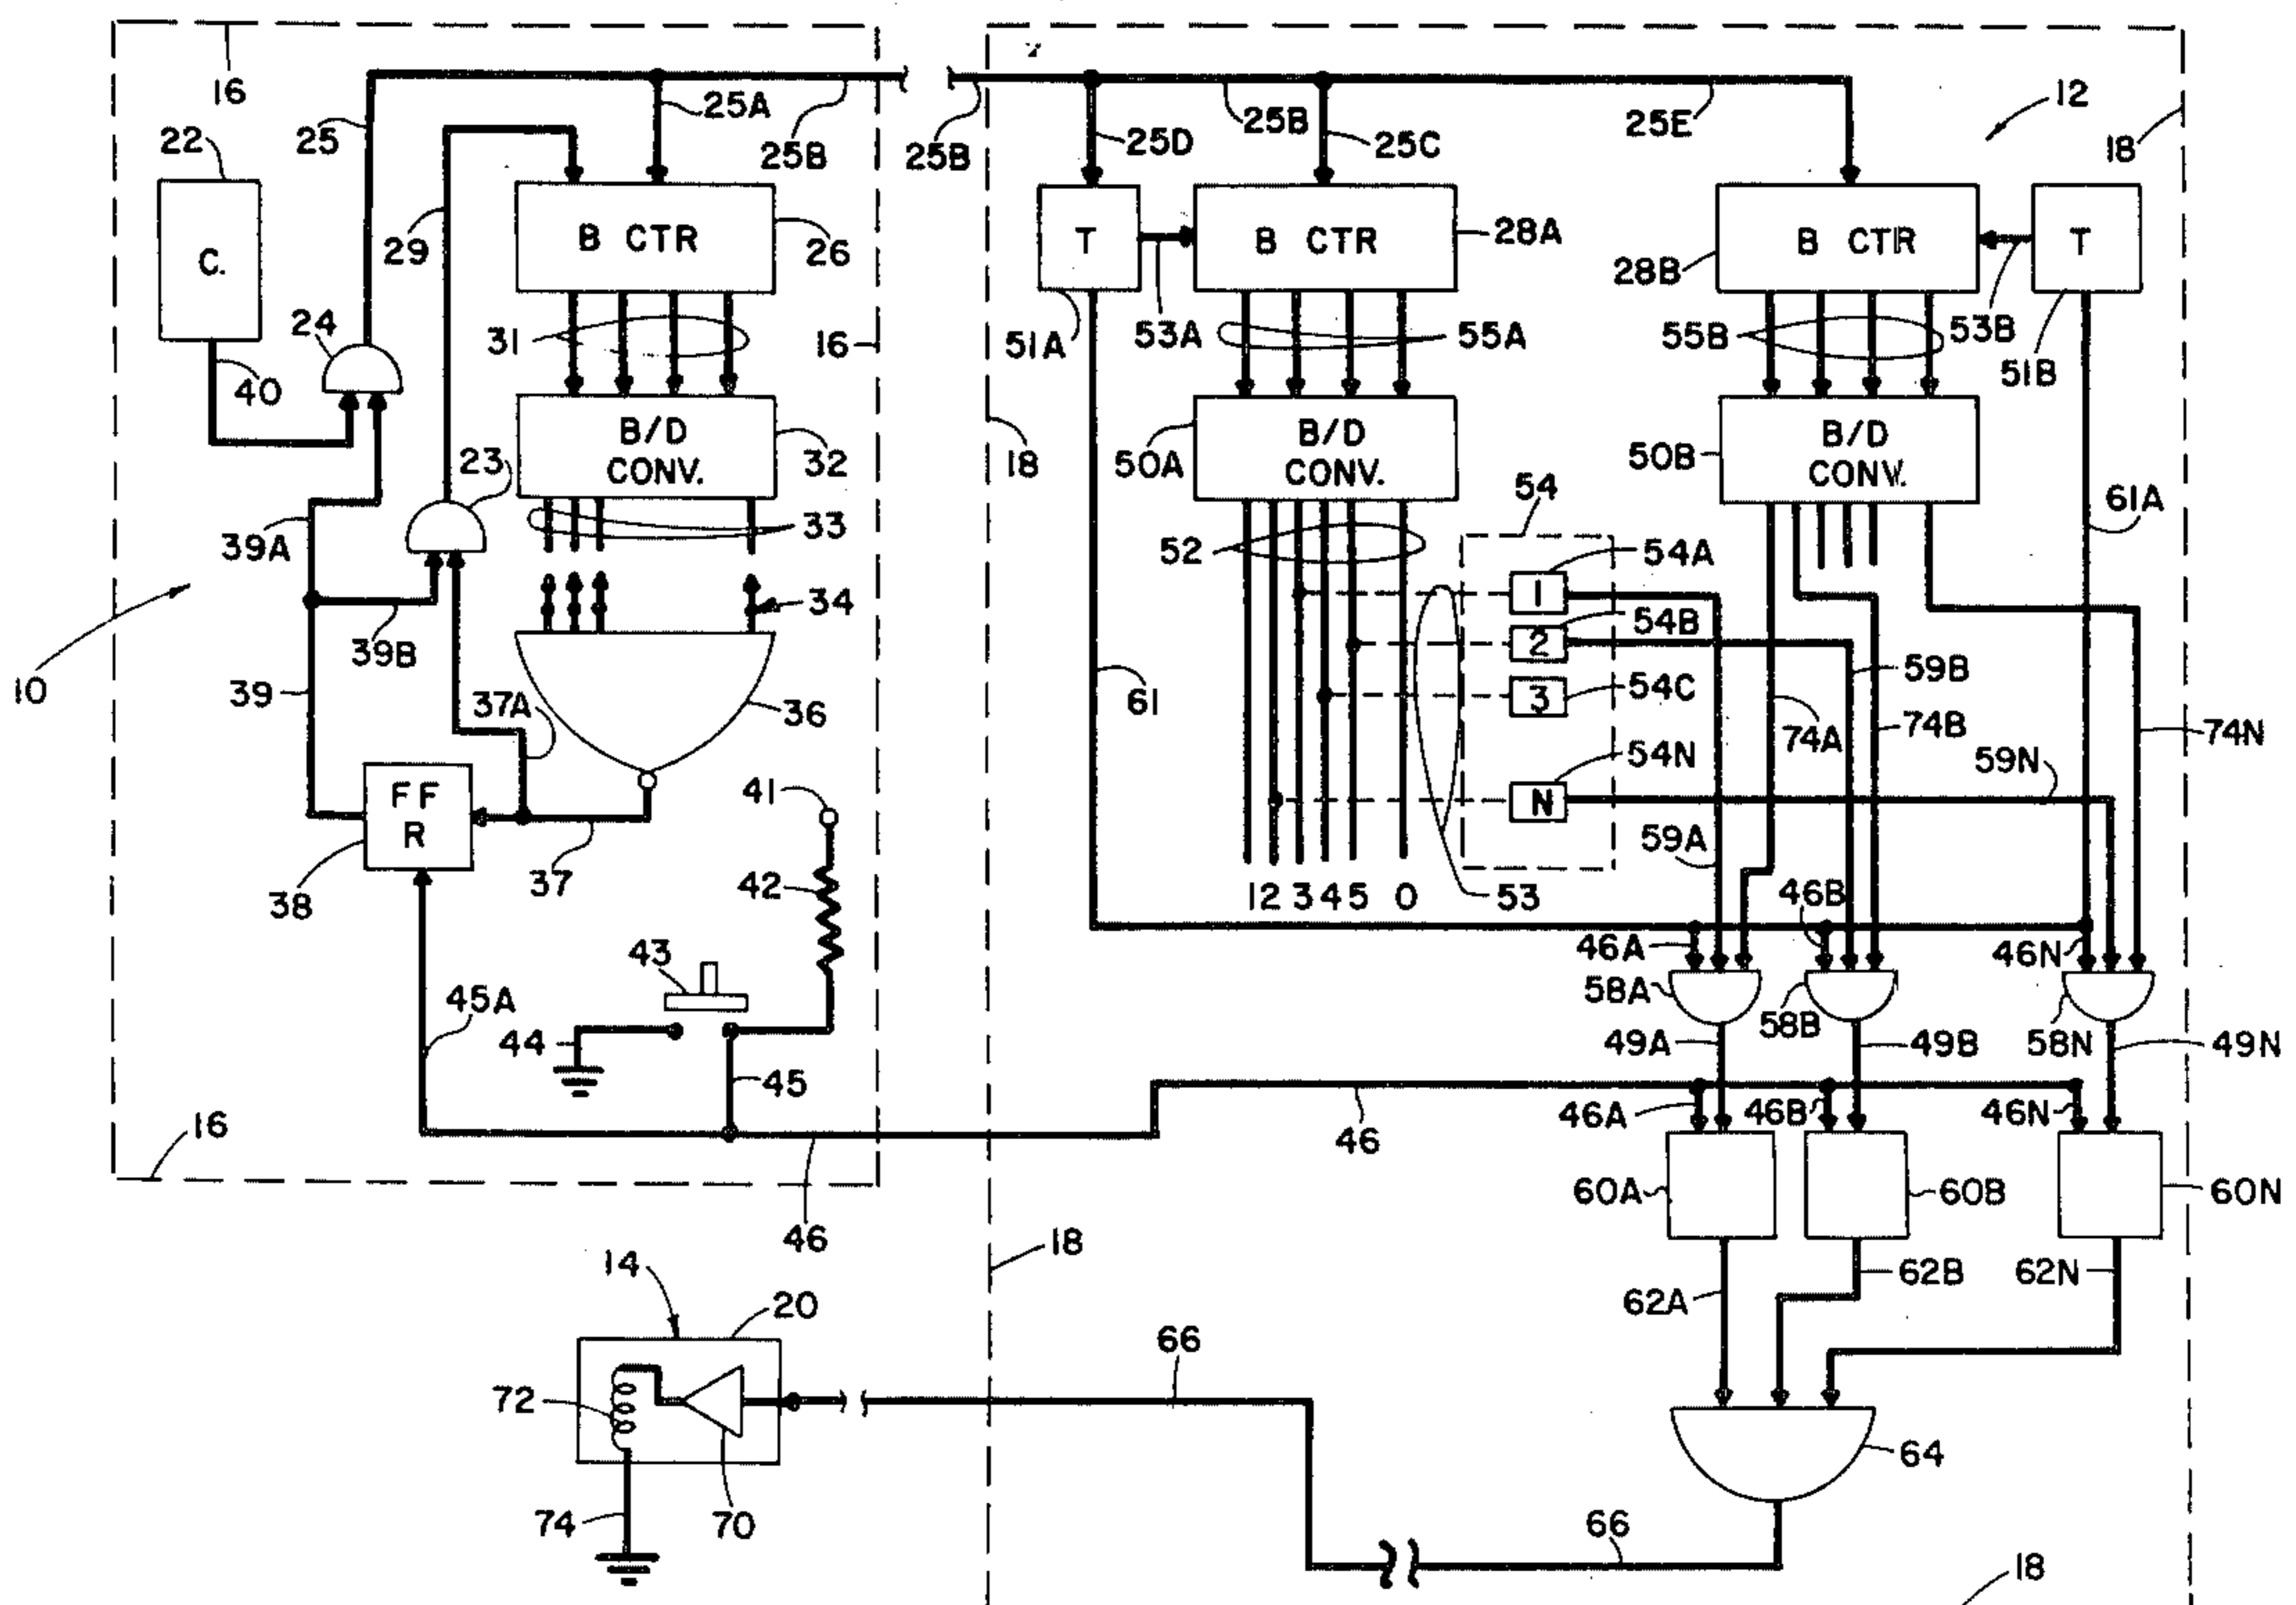 16
25
25A
25B
25B
25D
25B
25C
25E
12
18
22
C.
29
B CTR
26
T
B CTR
28A
28B
B CTR
T
24
31
16
51A
53A
55A
55B
53B
51B
40
23
B/D
CONV.
32
18
50A
B/D
CONV.
50B
B/D
CONV.
61A
39A
33
52
54
54A
1
34
39B
54B
2
10
39
37A
36
61
3
54C
59B
74A
74B
74N
FF
R
38
41
54N
N
59N
37
42
1 2 3 4 5 0
53
59A
46B
43
46A
46N
45A
58A
58B
58N
44
49A
49B
49N
45
46
46A
46B
46N
16
46
60A
60B
60N
18
14
20
62A
62B
62N
66
72
64
74
70
66
18